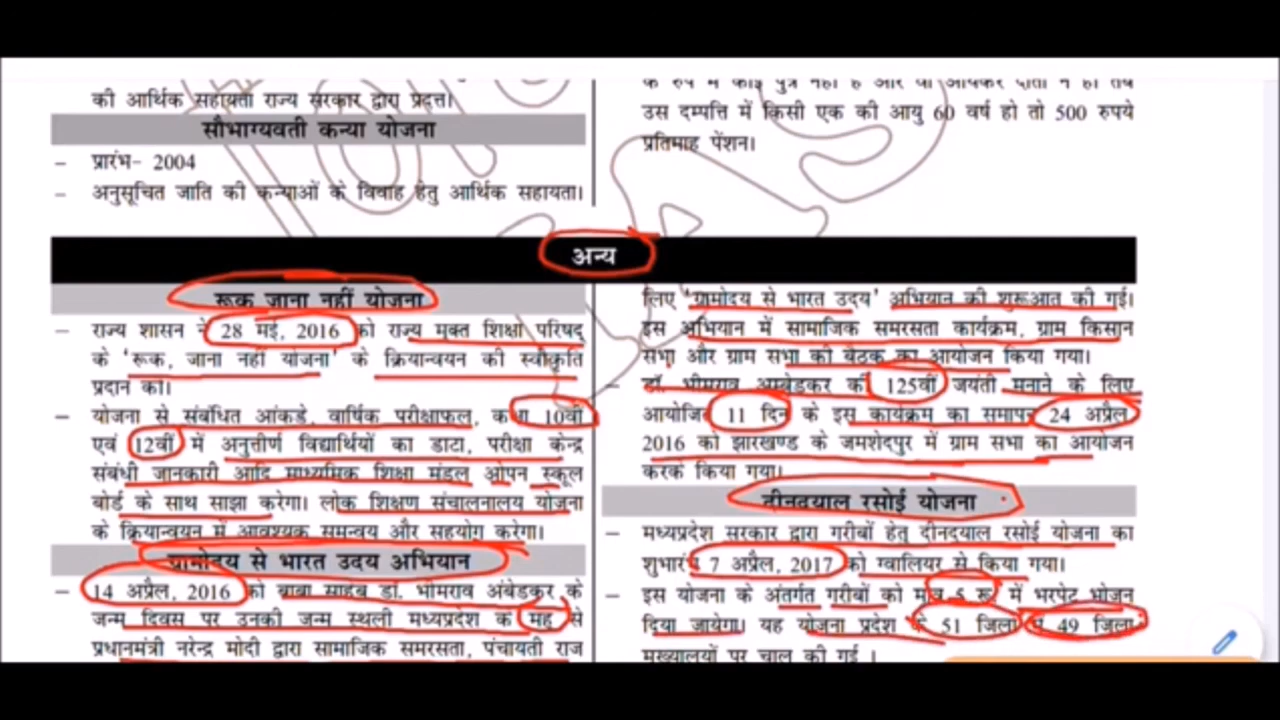 की आर्थिक सहायता राज्य सरकार द्वारा प्रदत्त।
सौभाग्यवती कन्या योजना
– प्रारंभ- 2004
– अनुसूचित जाति की कन्याओं के विवाह हेतु आर्थिक सहायता।
उस दम्पत्ति में किसी एक की आयु 60 वर्ष हो तो 500 रुपये
प्रतिमाह पेंशन।
अन्य
रूक जाना नहीं योजना
– राज्य शासन ने 28 मई, 2016 को राज्य मुक्त शिक्षा परिषद्
के 'रूक, जाना नहीं योजना' के क्रियान्वयन की स्वीकृति
प्रदान की।
– योजना से संबंधित आंकडे, वार्षिक परीक्षाफल, कक्षा 10वीं
एवं 12वीं में अनुत्तीर्ण विद्यार्थियों का डाटा, परीक्षा केन्द्र
संबंधी जानकारी आदि माध्यमिक शिक्षा मंडल ओपन स्कूल
बोर्ड के साथ साझा करेगा। लोक शिक्षण संचालनालय योजना
के क्रियान्वयन में आवश्यक समन्वय और सहयोग करेगा।
ग्रामोदय से भारत उदय अभियान
– 14 अप्रैल, 2016 को बाबा साहेब डॉ. भीमराव अंबेडकर के
जन्म दिवस पर उनकी जन्म स्थली मध्यप्रदेश के महू से
प्रधानमंत्री नरेन्द्र मोदी द्वारा सामाजिक समरसता, पंचायती राज
लिए 'ग्रामोदय से भारत उदय' अभियान की शुरूआत की गई।
इस अभियान में सामाजिक समरसता कार्यक्रम, ग्राम किसान
सभा और ग्राम सभा की बैठक का आयोजन किया गया।
– डॉ. भीमराव अम्बेडकर की 125वीं जयंती मनाने के लिए
आयोजित 11 दिन के इस कार्यक्रम का समापन 24 अप्रैल
2016 को झारखण्ड के जमशेदपुर में ग्राम सभा का आयोजन
करके किया गया।
दीनदयाल रसोई योजना
– मध्यप्रदेश सरकार द्वारा गरीबों हेतु दीनदयाल रसोई योजना का
शुभारंभ 7 अप्रैल, 2017 को ग्वालियर से किया गया।
– इस योजना के अंतर्गत गरीबों को मात्र 5 रू. में भरपेट भोजन
दिया जायेगा। यह योजना प्रदेश के 51 जिलों में 49 जिला
मुख्यालयों पर चालू की गई ।